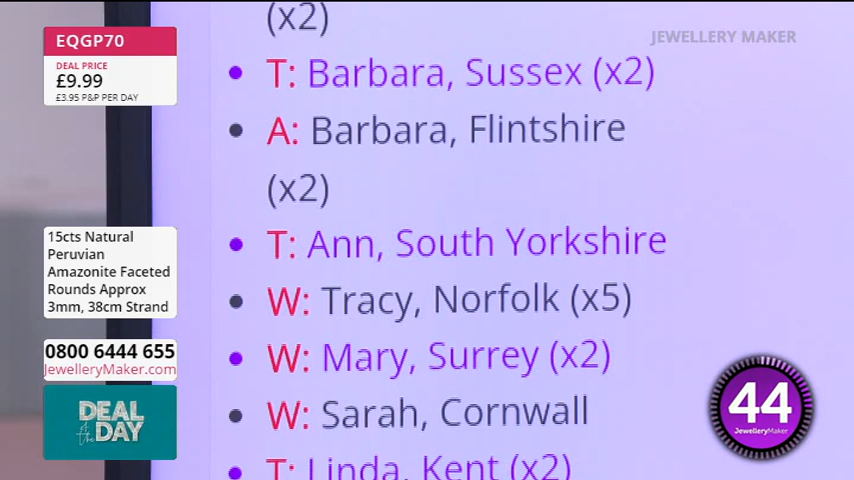 (x2)
EQGP70
JEWELLERY MAKER
DEAL PRICE
£9.99
£3.95 P&P PER DAY
T: Barbara, Sussex (x2)
A: Barbara, Flintshire
(x2)
T: Ann, South Yorkshire
W: Tracy, Norfolk (x5)
W: Mary, Surrey (x2)
W: Sarah, Cornwall
T: Linda, Kent (x2)
15cts Natural
Peruvian
Amazonite Faceted
Rounds Approx
3mm, 38cm Strand
0800 6444 655
JewelleryMaker.com
DEAL
of the
DAY
44
JewelleryMaker